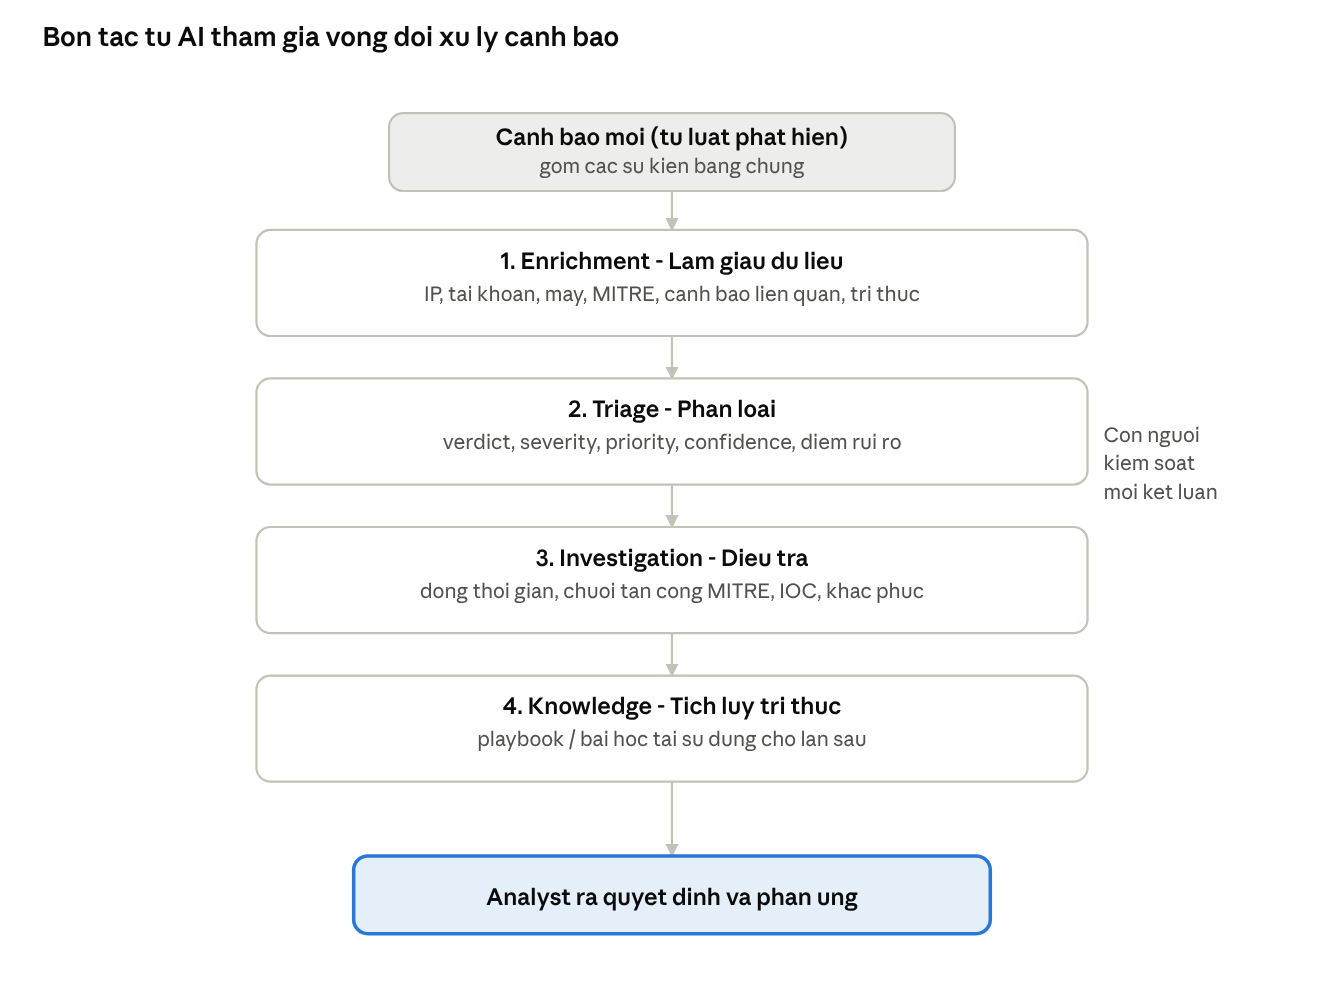 Bon tac tu AI tham gia vong doi xu ly canh bao
Canh bao moi (tu luat phat hien)
gom cac su kien bang chung
1. Enrichment - Lam giau du lieu
IP, tai khoan, may, MITRE, canh bao lien quan, tri thuc
2. Triage - Phan loai
verdict, severity, priority, confidence, diem rui ro
Con nguoi
kiem soat
moi ket luan
3. Investigation - Dieu tra
dong thoi gian, chuoi tan cong MITRE, IOC, khac phuc
4. Knowledge - Tich luy tri thuc
playbook / bai hoc tai su dung cho lan sau
Analyst ra quyet dinh va phan ung